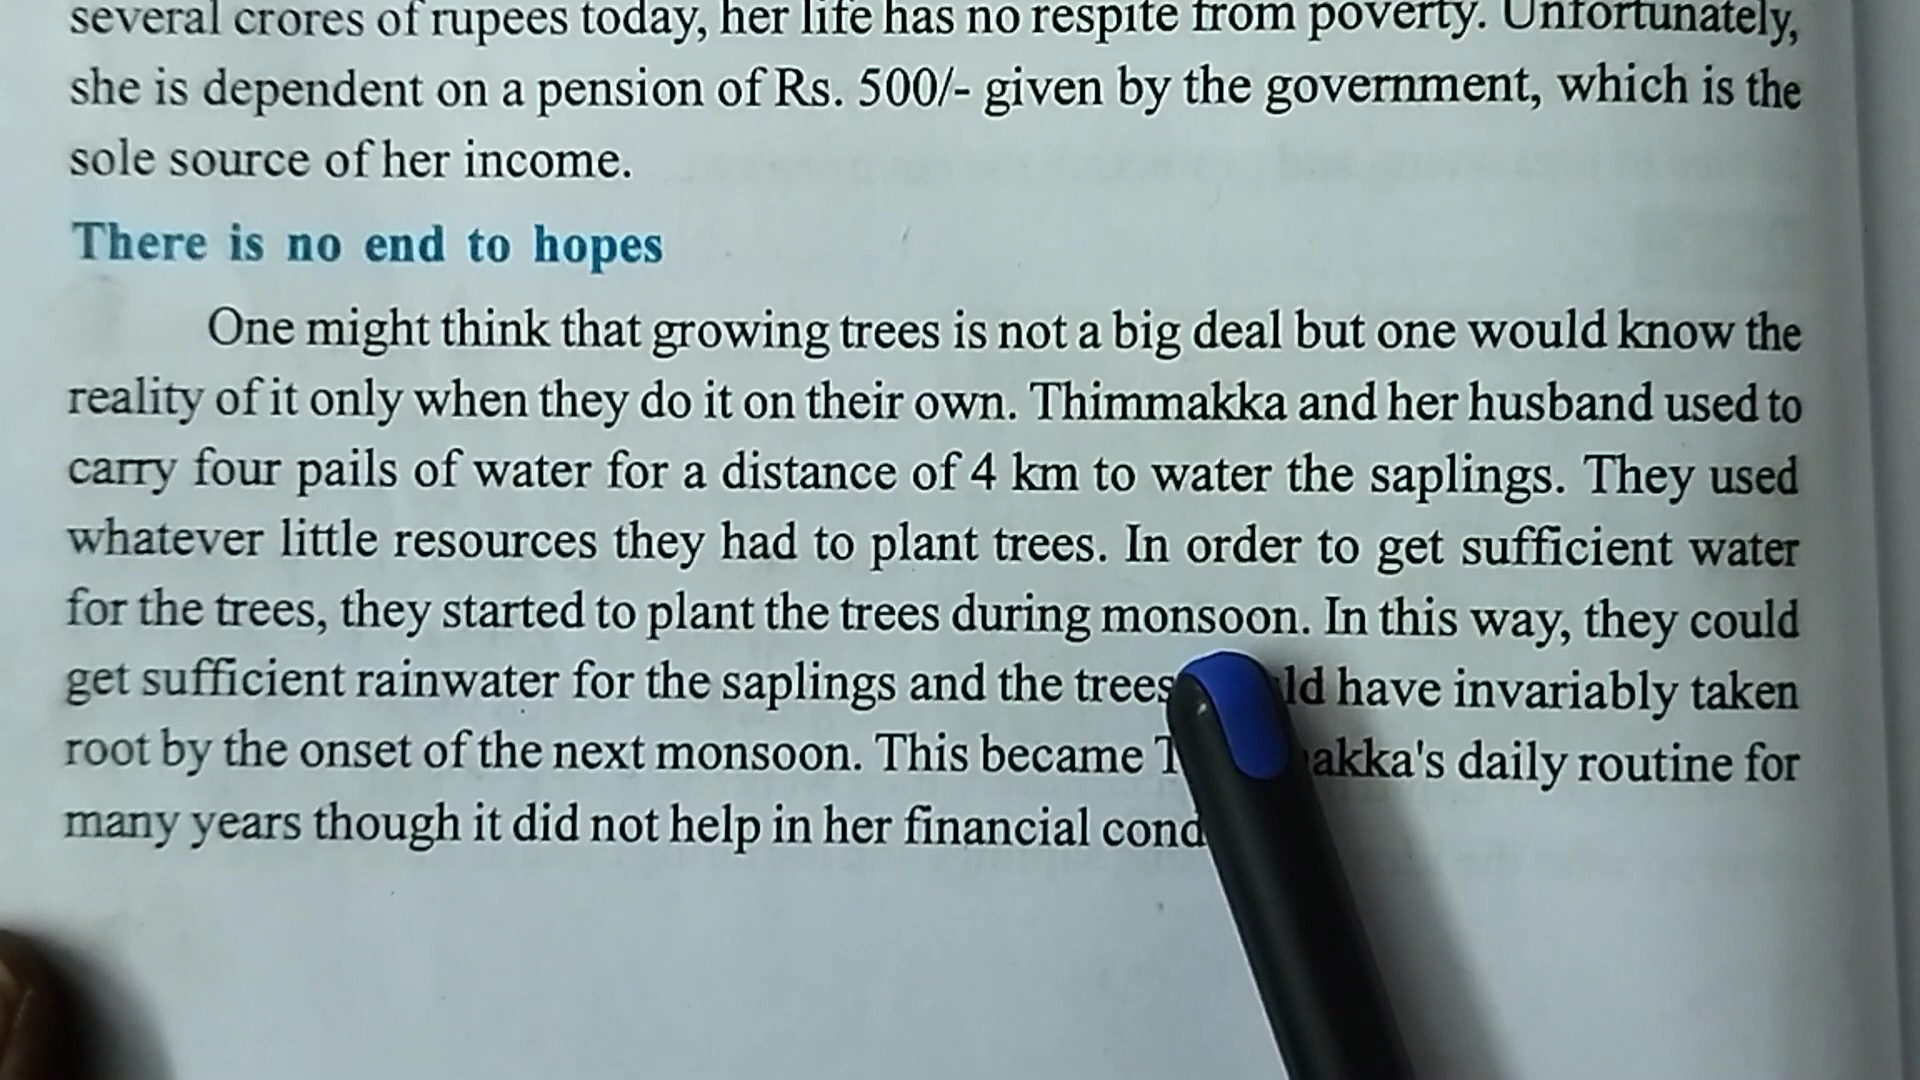 several crores of rupees today, her life has no respite from poverty. Unfortunately,
she is dependent on a pension of Rs. 500/- given by the government, which is the
sole source of her income.
There is no end to hopes
One might think that growing trees is not a big deal but one would know the
reality of it only when they do it on their own. Thimmakka and her husband used to
carry four pails of water for a distance of 4 km to water the saplings. They used
whatever little resources they had to plant trees. In order to get sufficient water
for the trees, they started to plant the trees during monsoon. In this way, they could
get sufficient rainwater for the saplings and the trees have invariably taken
root by the onset of the next monsoon. This became daily routine for
many years though it did not help in her financial